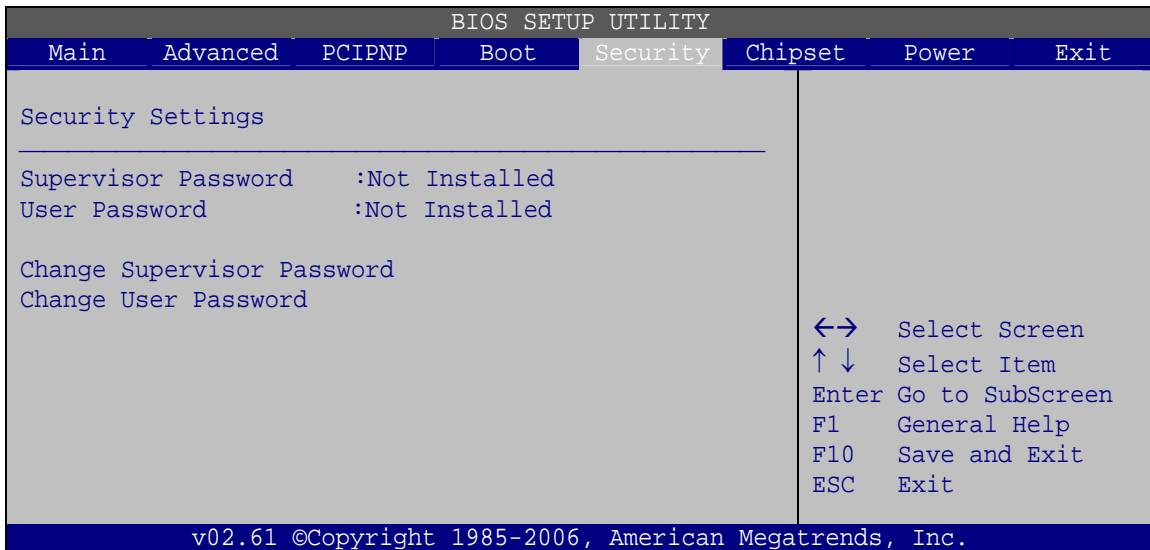 BIOS SETUP UTILITY
Main Advanced PCIPNP Boot Security Chipset Power Exit
Security Settings
Supervisor Password :Not Installed
User Password :Not Installed
Change Supervisor Password
Change User Password
←→ Select Screen
↑ ↓ Select Item
Enter Go to SubScreen
F1 General Help
F10 Save and Exit
ESC Exit
v02.61 ©Copyright 1985-2006, American Megatrends, Inc.